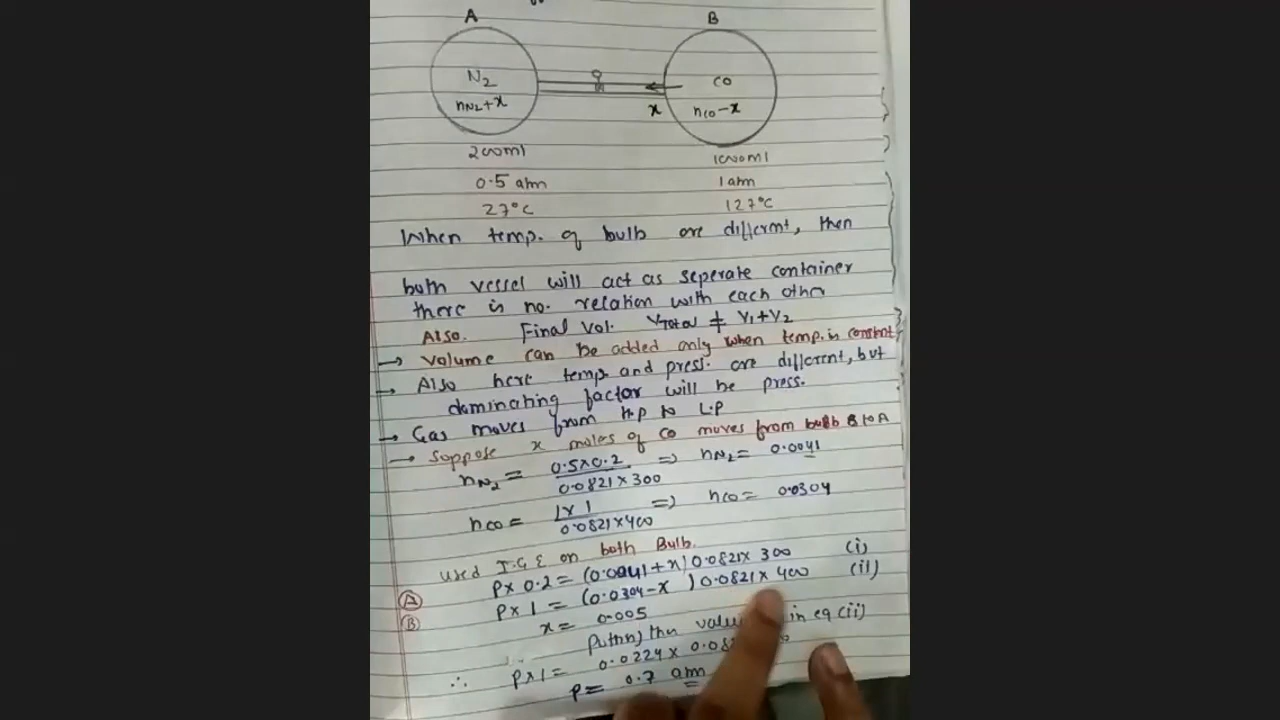 A B
N2 CO
nN2+x x nCO-x
200ml 1000ml
0.5 atm 1atm
27°C 127°C
When temp. of bulb are different, then
both vessel will act as seperate container
there is no. relation with each other
Also. Final Vol. VTotal ≠ V1+V2
→ volume can be added only when temp. is constant
→ Also here temp and press. are different, but
dominating factor will be press.
→ Gas moves from H.P to L.P
→ Suppose x moles of CO moves from bulb B to A
nN2 = 0.5×0.2 / 0.0821×300 ⇒ nN2 = 0.0041
nCO = 1×1 / 0.0821×400 ⇒ nCO = 0.0304
used I.G.E on both Bulb.
(A) P×0.2 = (0.0041+x)0.0821×300 (i)
(B) P×1 = (0.0304-x)0.0821×400 (ii)
x = 0.005
Putting the in eq (ii)
∴ P×1 = 0.0224×
P = 0.7 atm